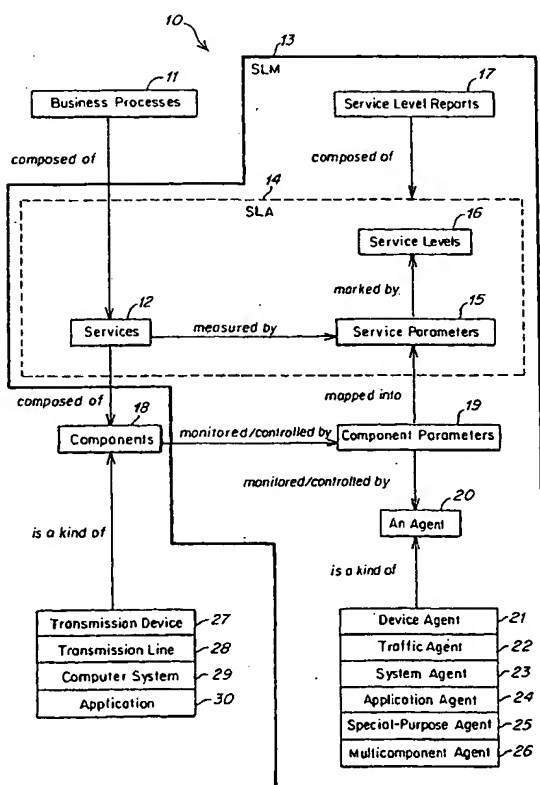 10
13
SLM
11
Business Processes
17
Service Level Reports
composed of
composed of
14
SLA
16
Service Levels
marked by
12
Services
measured by
15
Service Parameters
composed of
mapped into
18
Components
monitored/controlled by
19
Component Parameters
monitored/controlled by
20
An Agent
is a kind of
is a kind of
Transmission Device 27
Transmission Line 28
Computer System 29
Application 30
Device Agent 21
Traffic Agent 22
System Agent 23
Application Agent 24
Special-Purpose Agent 25
Multicomponent Agent 26